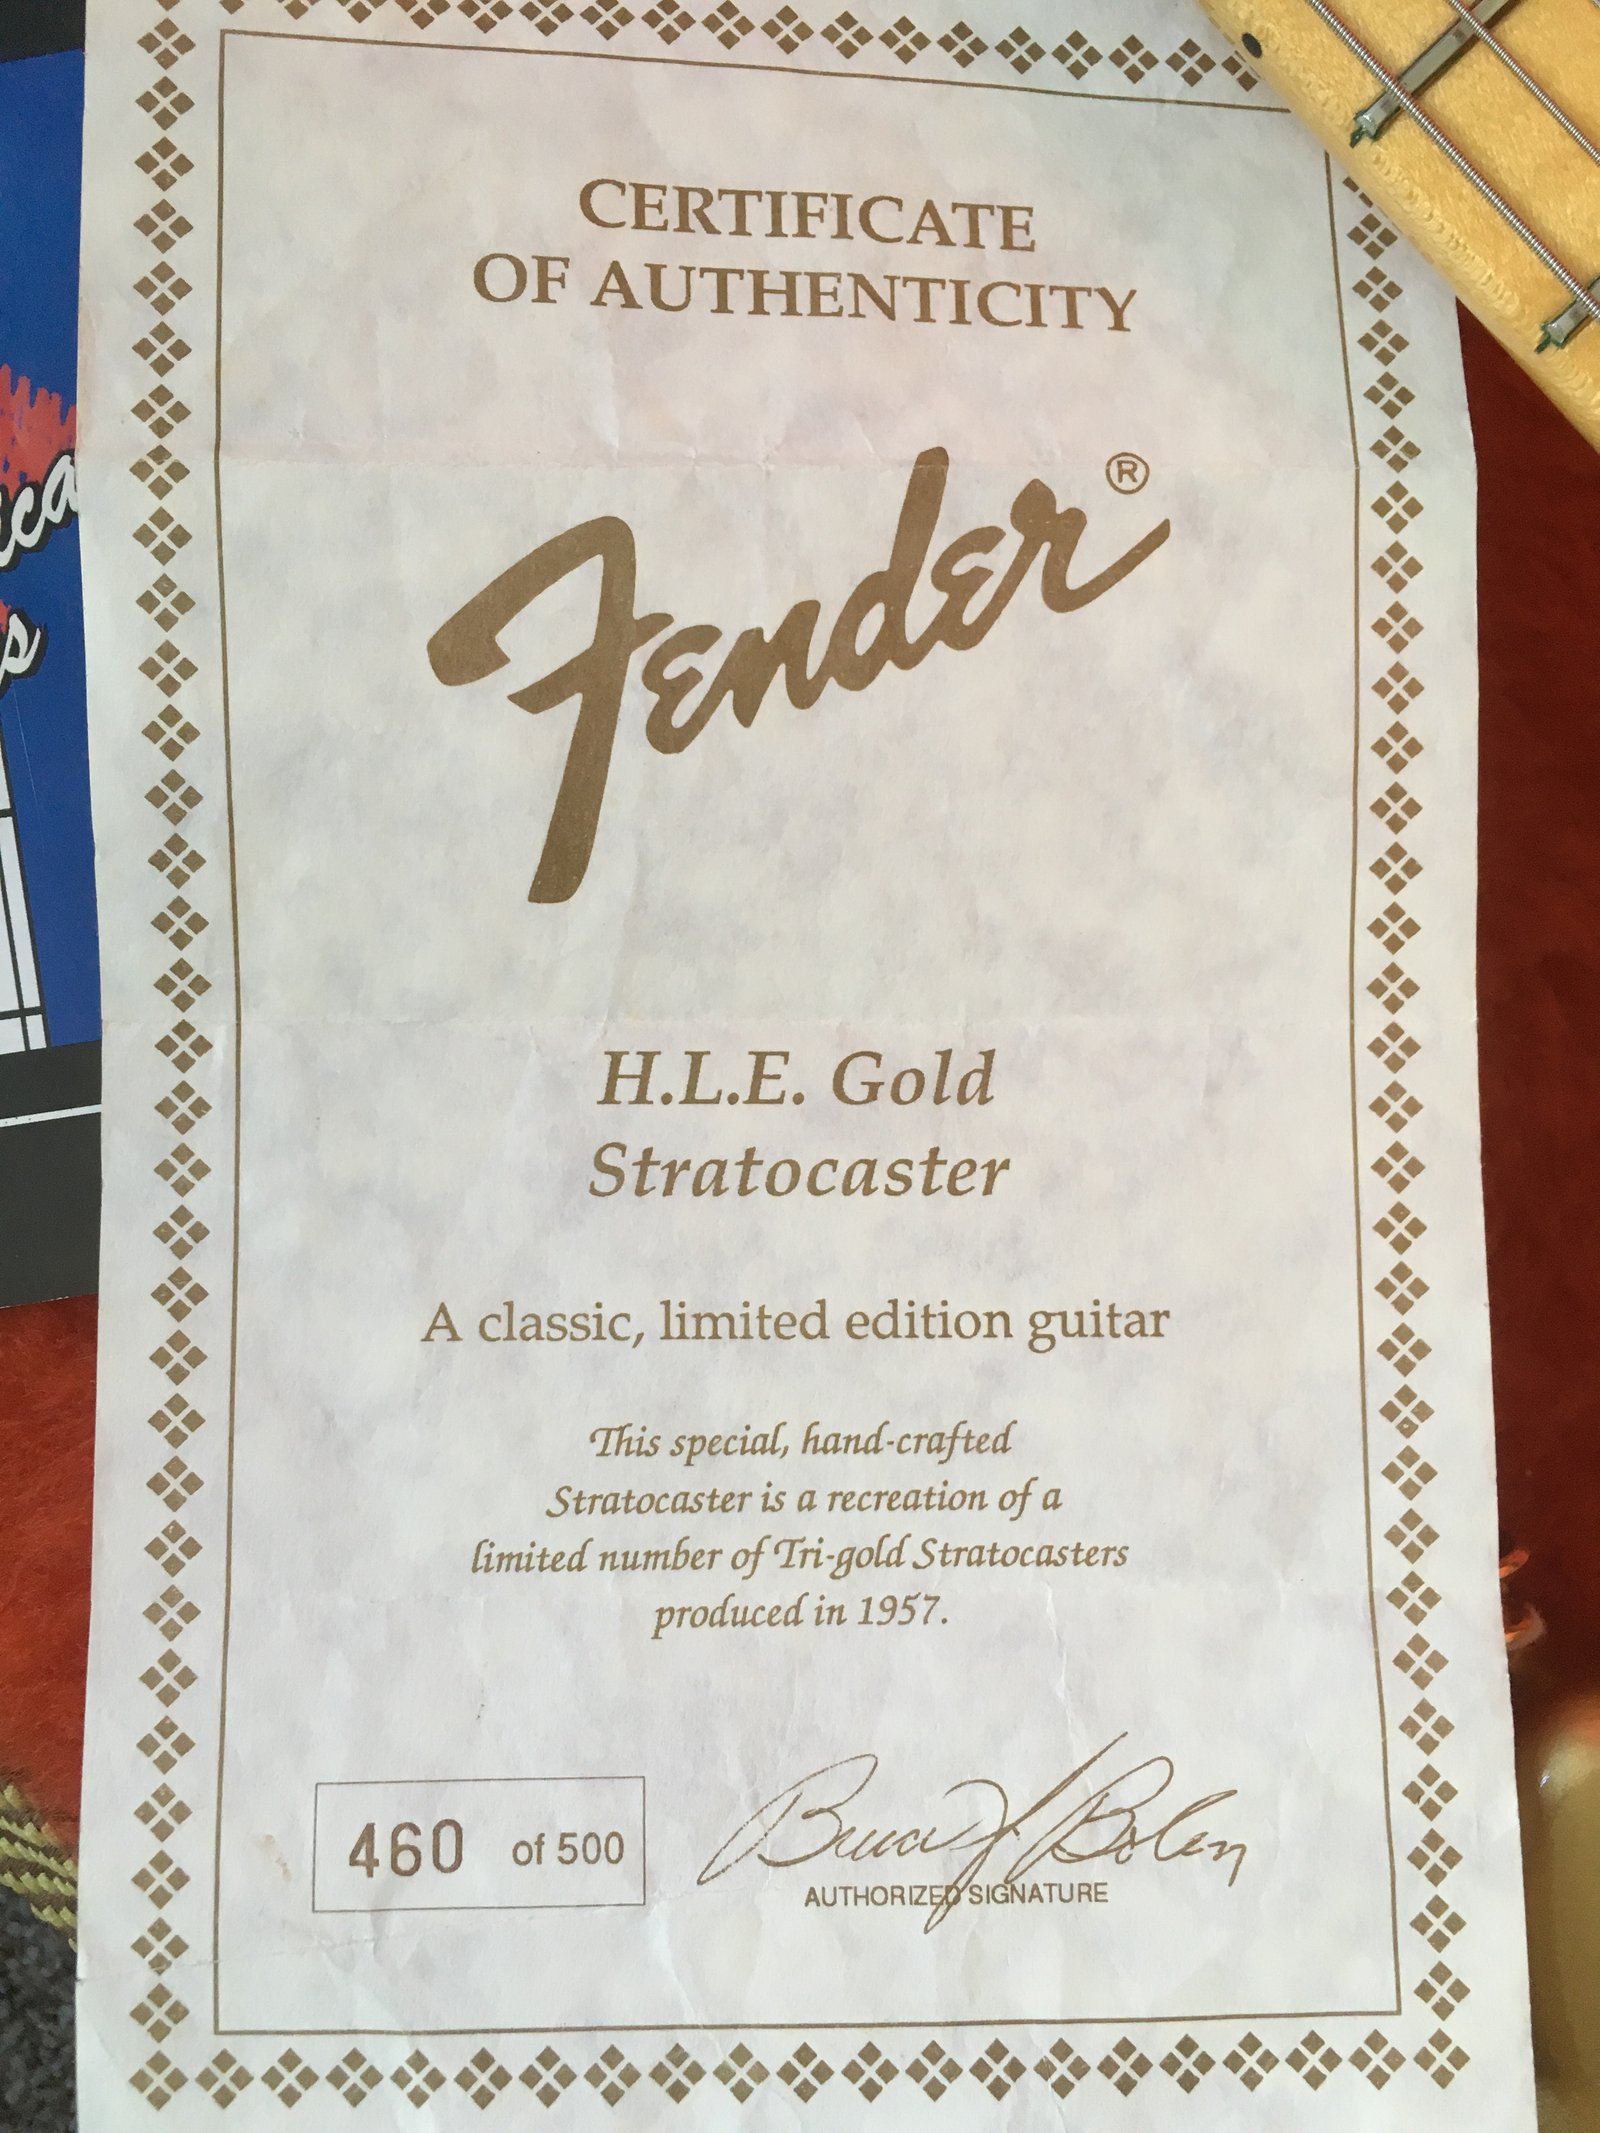 CERTIFICATE
OF AUTHENTICITY
Fender®
H.L.E. Gold
Stratocaster
A classic, limited edition guitar
This special, hand-crafted
Stratocaster is a recreation of a
limited number of Tri-gold Stratocasters
produced in 1957.
460 of 500
AUTHORIZED SIGNATURE
ica
s